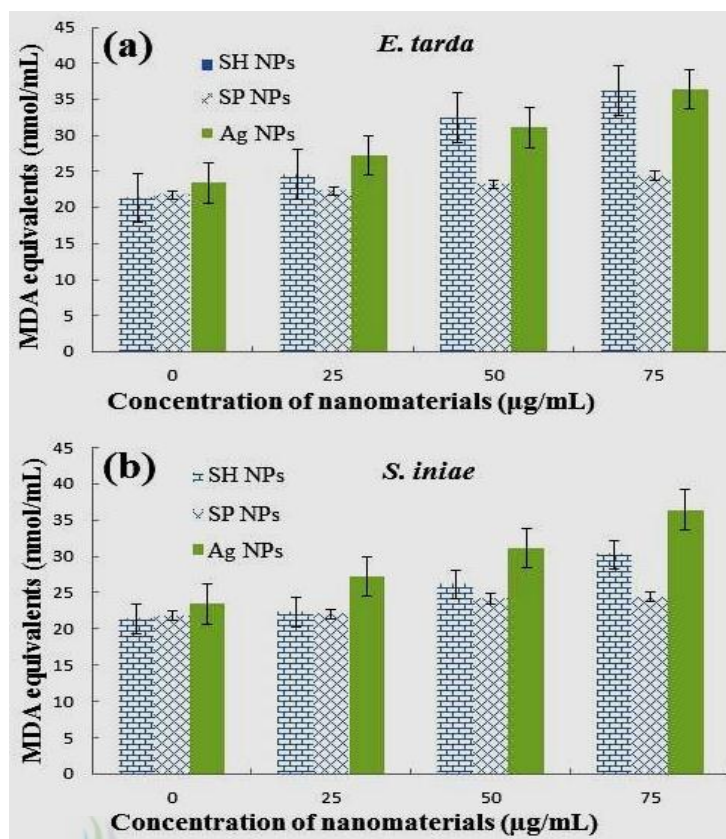 (a)
E. tarda
SH NPs
SP NPs
Ag NPs
MDA equivalents (nmol/mL)
45
40
35
30
25
20
15
10
5
0
0 25 50 75
Concentration of nanomaterials (µg/mL)
(b)
S. iniae
SH NPs
SP NPs
Ag NPs
MDA equivalents (nmol/mL)
45
40
35
30
25
20
15
10
5
0
0 25 50 75
Concentration of nanomaterials (µg/mL)